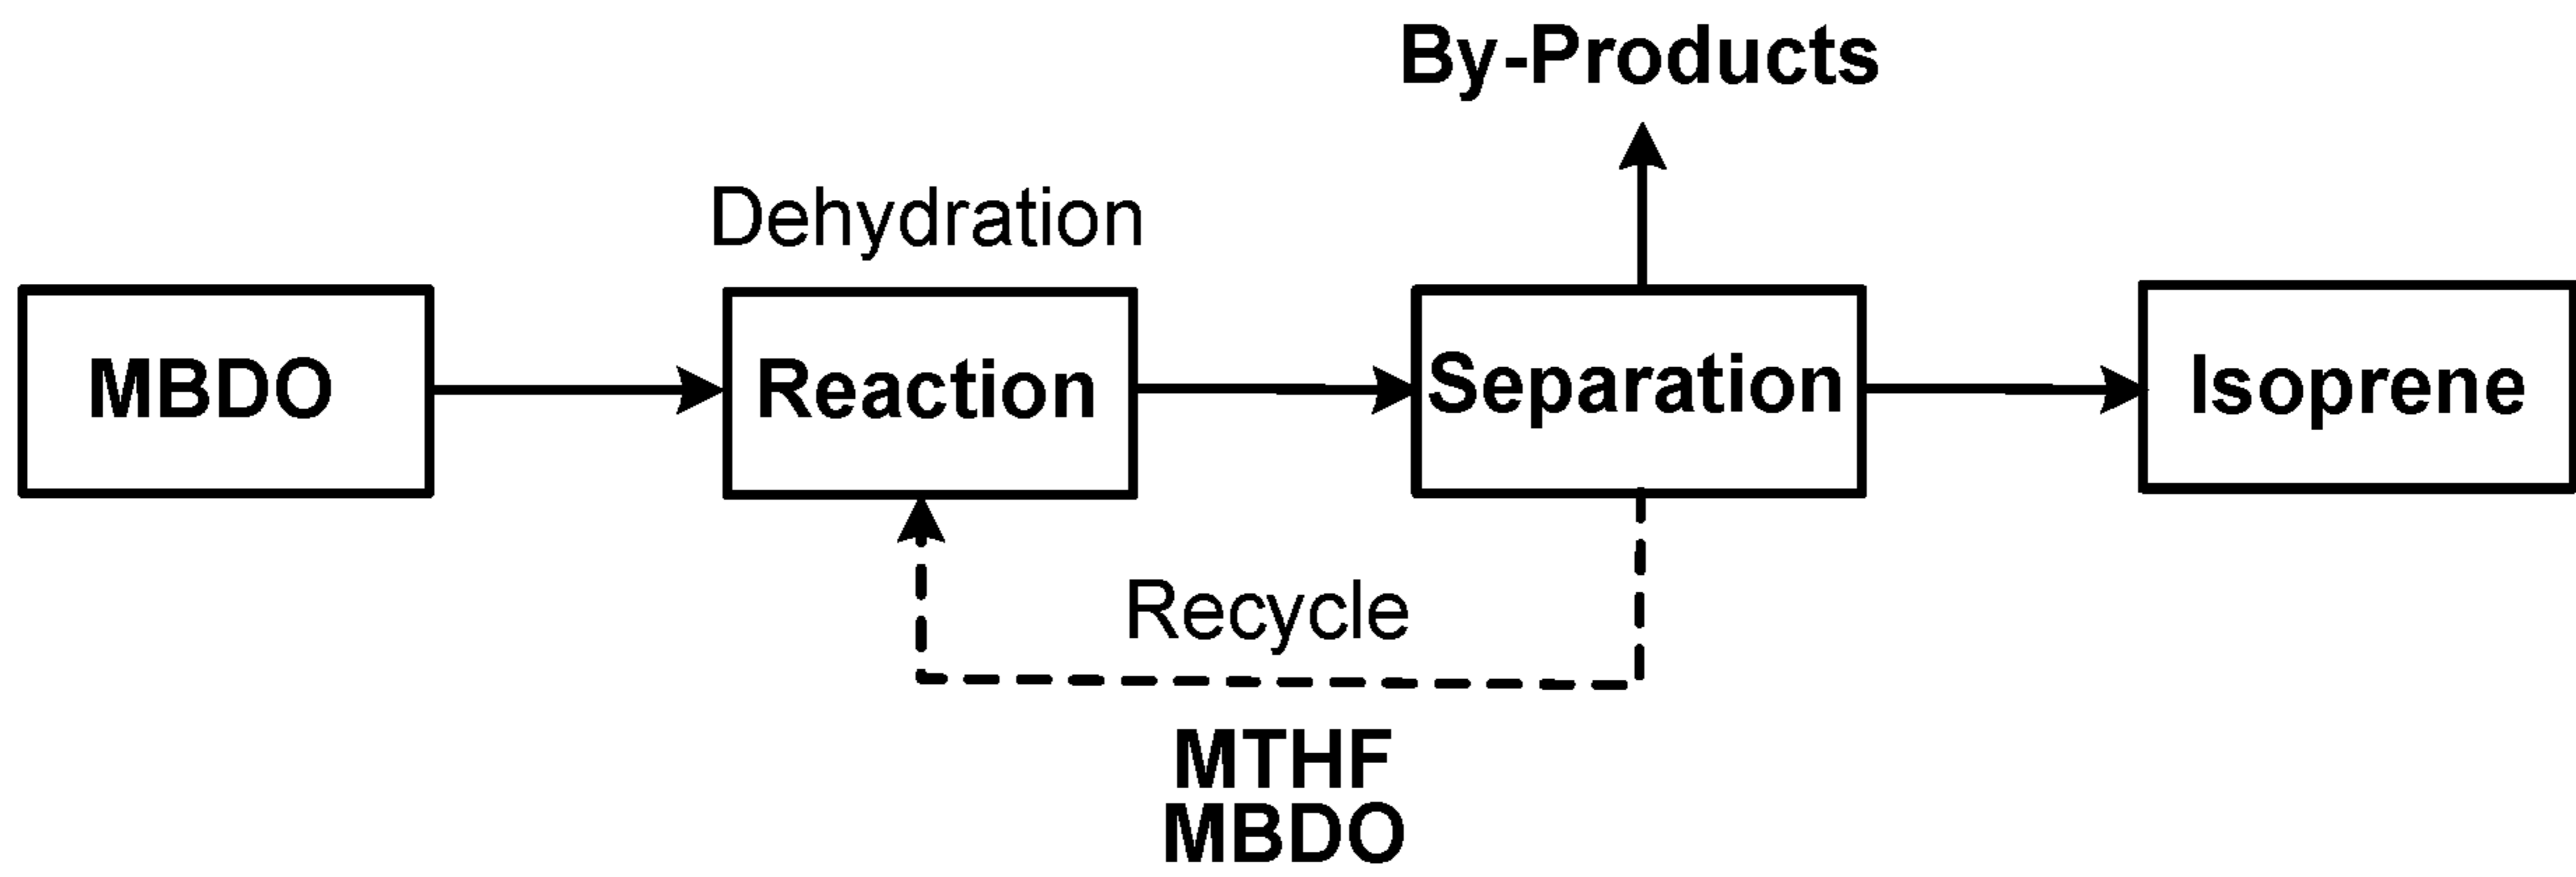 By-Products
Dehydration
MBDO
Reaction
Separation
Isoprene
Recycle
MTHF
MBDO